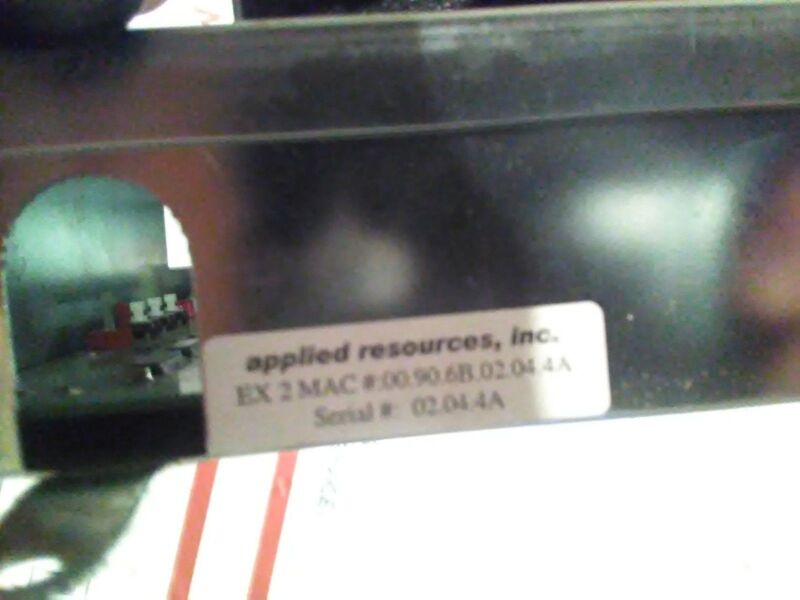 applied resources, inc.
EX 2 MAC #:00.90.6B.02.04.4A
Serial #: 02.04.4A